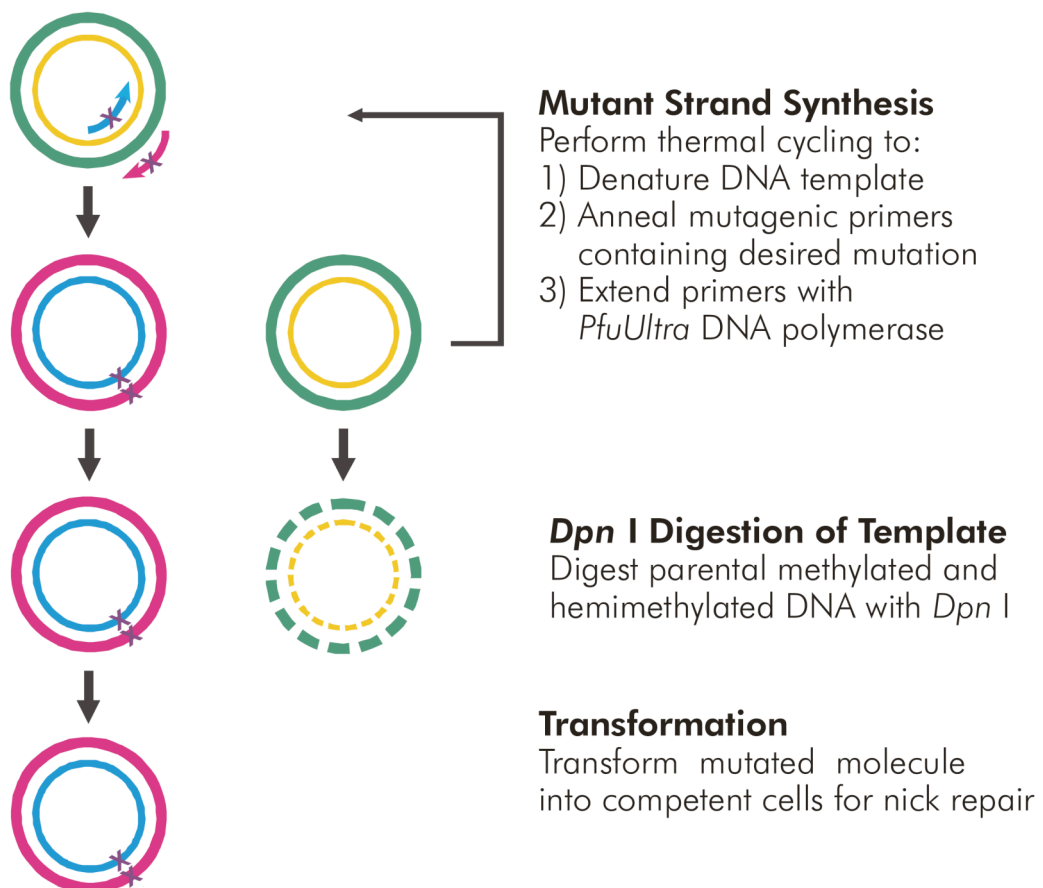 Mutant Strand Synthesis
Perform thermal cycling to:
1) Denature DNA template
2) Anneal mutagenic primers
containing desired mutation
3) Extend primers with
PfuUltra DNA polymerase
Dpn I Digestion of Template
Digest parental methylated and
hemimethylated DNA with Dpn I
Transformation
Transform mutated molecule
into competent cells for nick repair